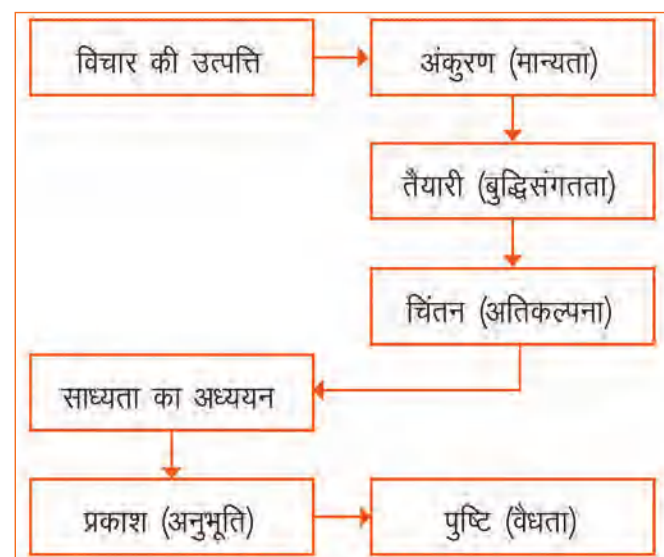 विचार की उत्पत्ति
अंकुरण (मान्यता)
तैयारी (बुद्धिसंगतता)
चिंतन (अतिकल्पना)
साध्यता का अध्ययन
प्रकाश (अनुभूति)
पुष्टि (वैधता)